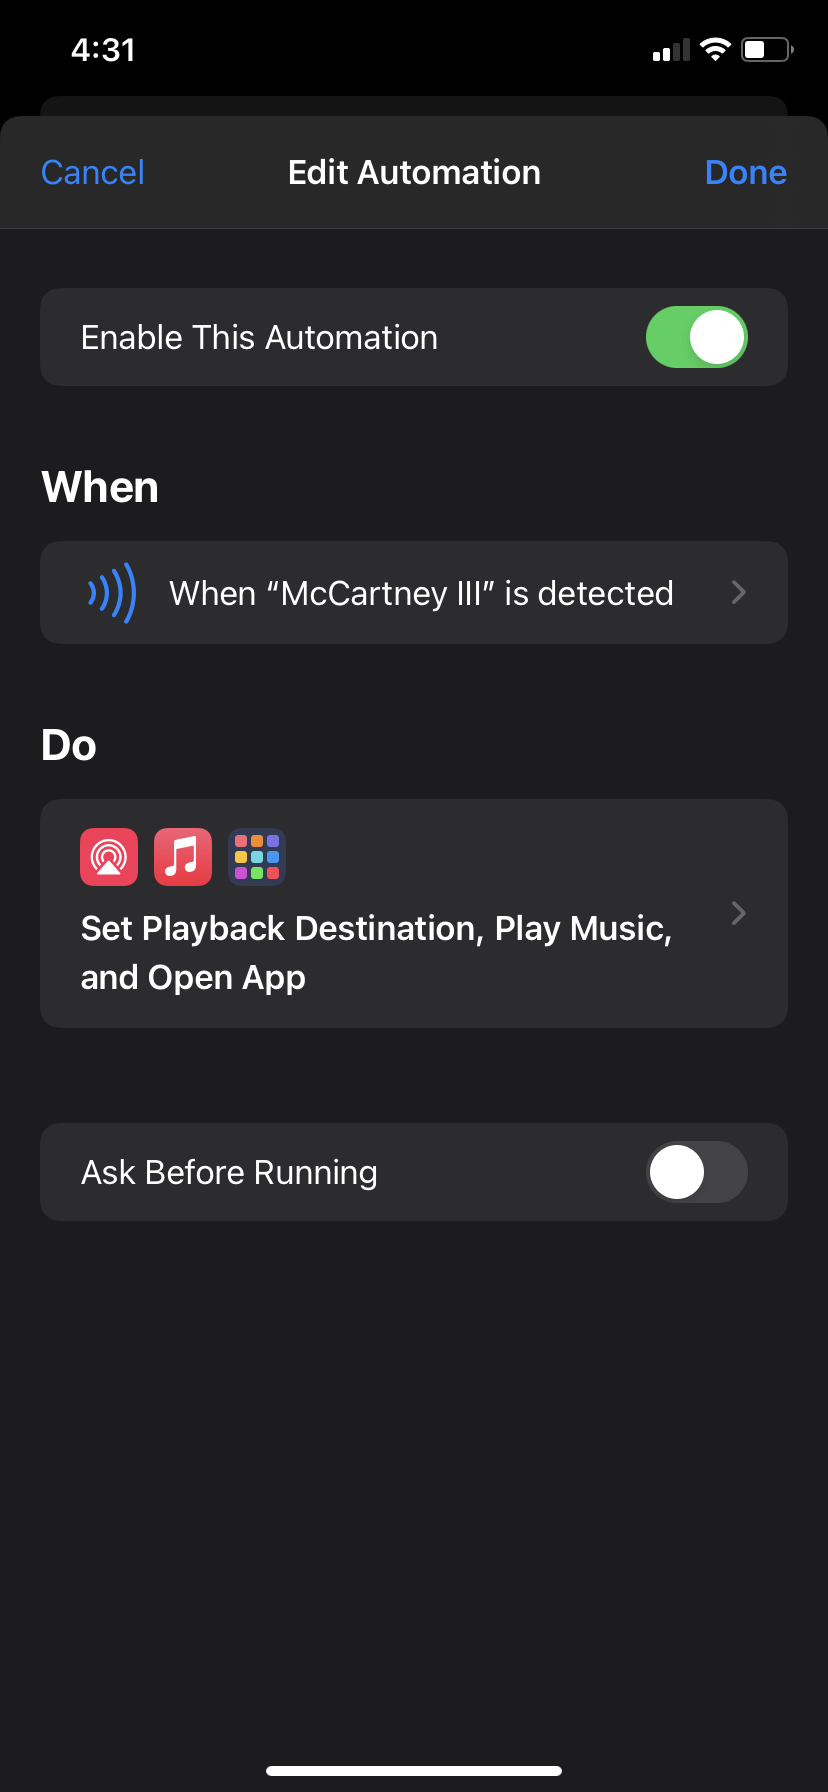 4:31
Cancel
Edit Automation
Done
Enable This Automation
When
When “McCartney III” is detected
Do
Set Playback Destination, Play Music,
and Open App
Ask Before Running